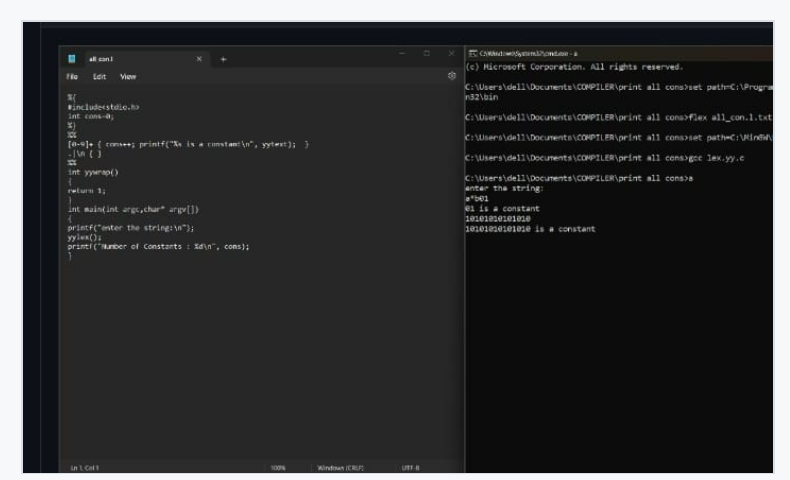 all con.l
File Edit View
%{
#include<stdio.h>
int cons=0;
%}
%%
[0-9]+ { cons++; printf("%s is a constant\n", yytext); }
.|\n { }
%%
int yywrap()
{
return 1;
}
int main(int argc,char* argv[])
{
printf("enter the string:\n");
yylex();
printf("Number of Constants : %d\n", cons);
}
Ln 1, Col 1 100% Windows (CRLF) UTF-8
C:\Windows\System32\cmd.exe - a
(c) Microsoft Corporation. All rights reserved.
C:\Users\dell\Documents\COMPILER\print all cons>set path=C:\Program
n32\bin
C:\Users\dell\Documents\COMPILER\print all cons>flex all_con.l.txt
C:\Users\dell\Documents\COMPILER\print all cons>set path=C:\MinGW\
C:\Users\dell\Documents\COMPILER\print all cons>gcc lex.yy.c
C:\Users\dell\Documents\COMPILER\print all cons>a
enter the string:
a*b01
01 is a constant
10101010101010
10101010101010 is a constant